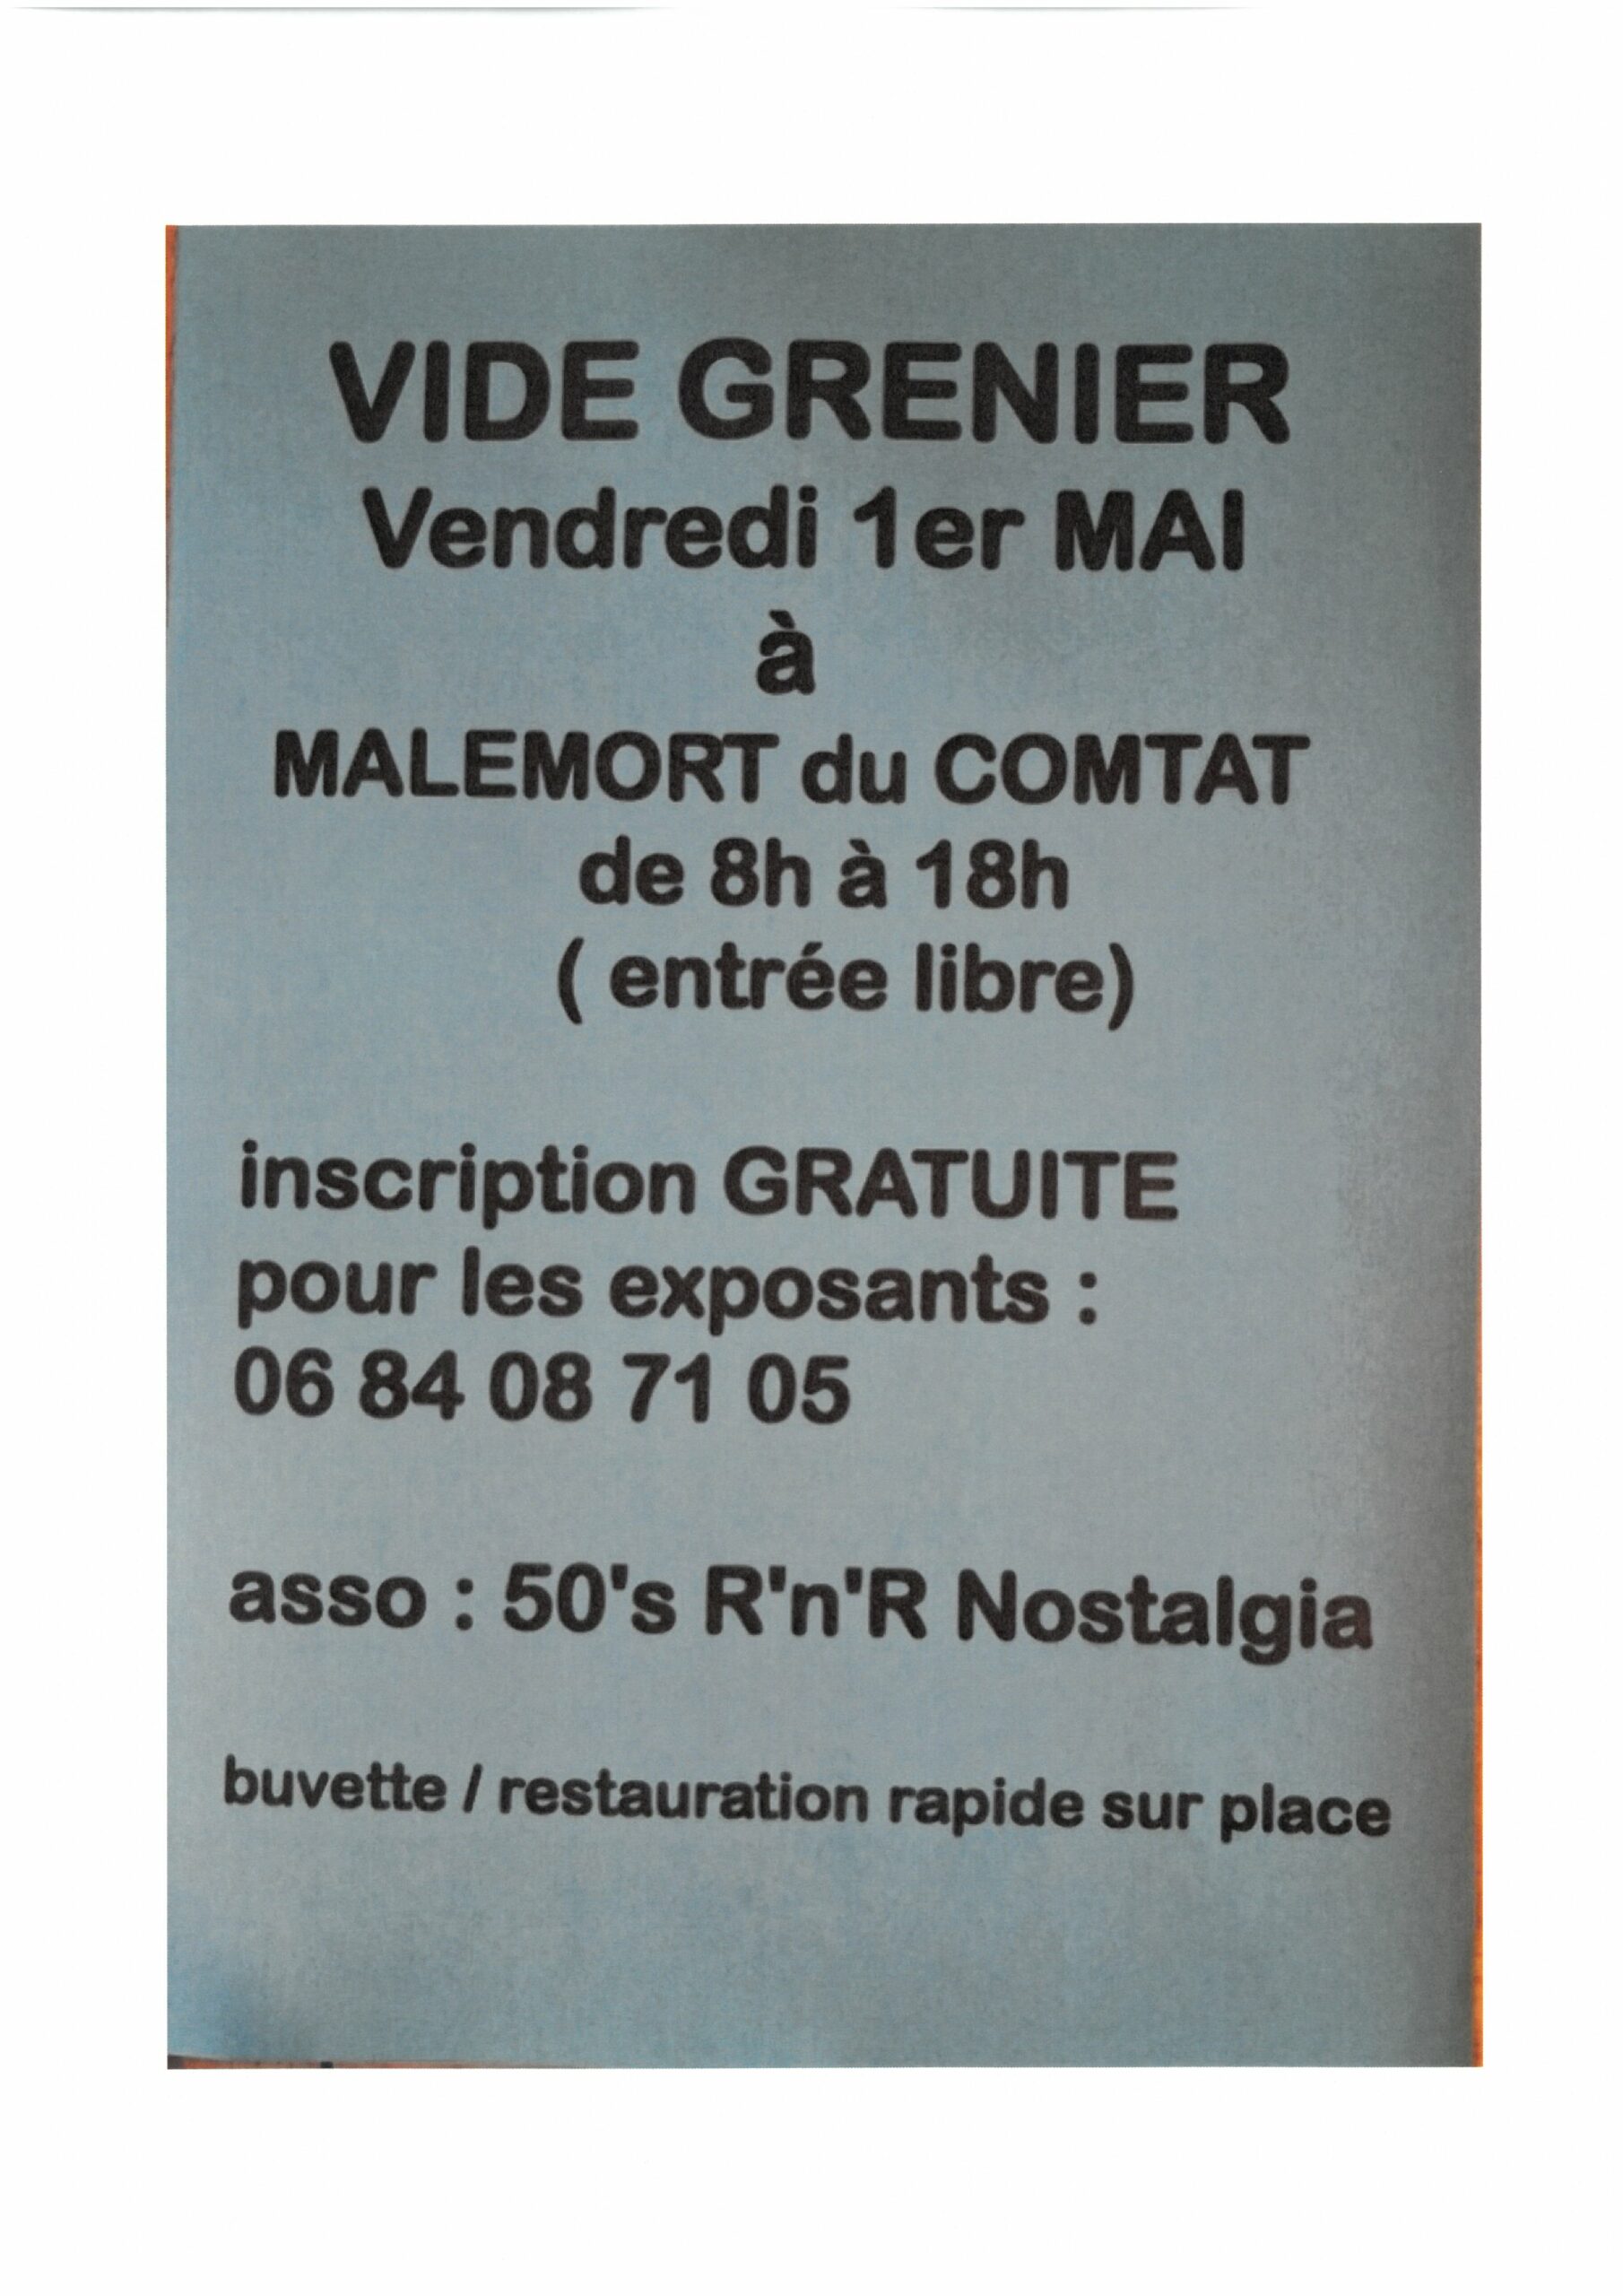 VIDE GRENIER
Vendredi 1er MAI
à
MALEMORT du COMTAT
de 8h à 18h
( entrée libre)
inscription GRATUITE
pour les exposants :
06 84 08 71 05
asso : 50's R'n'R Nostalgia
buvette / restauration rapide sur place